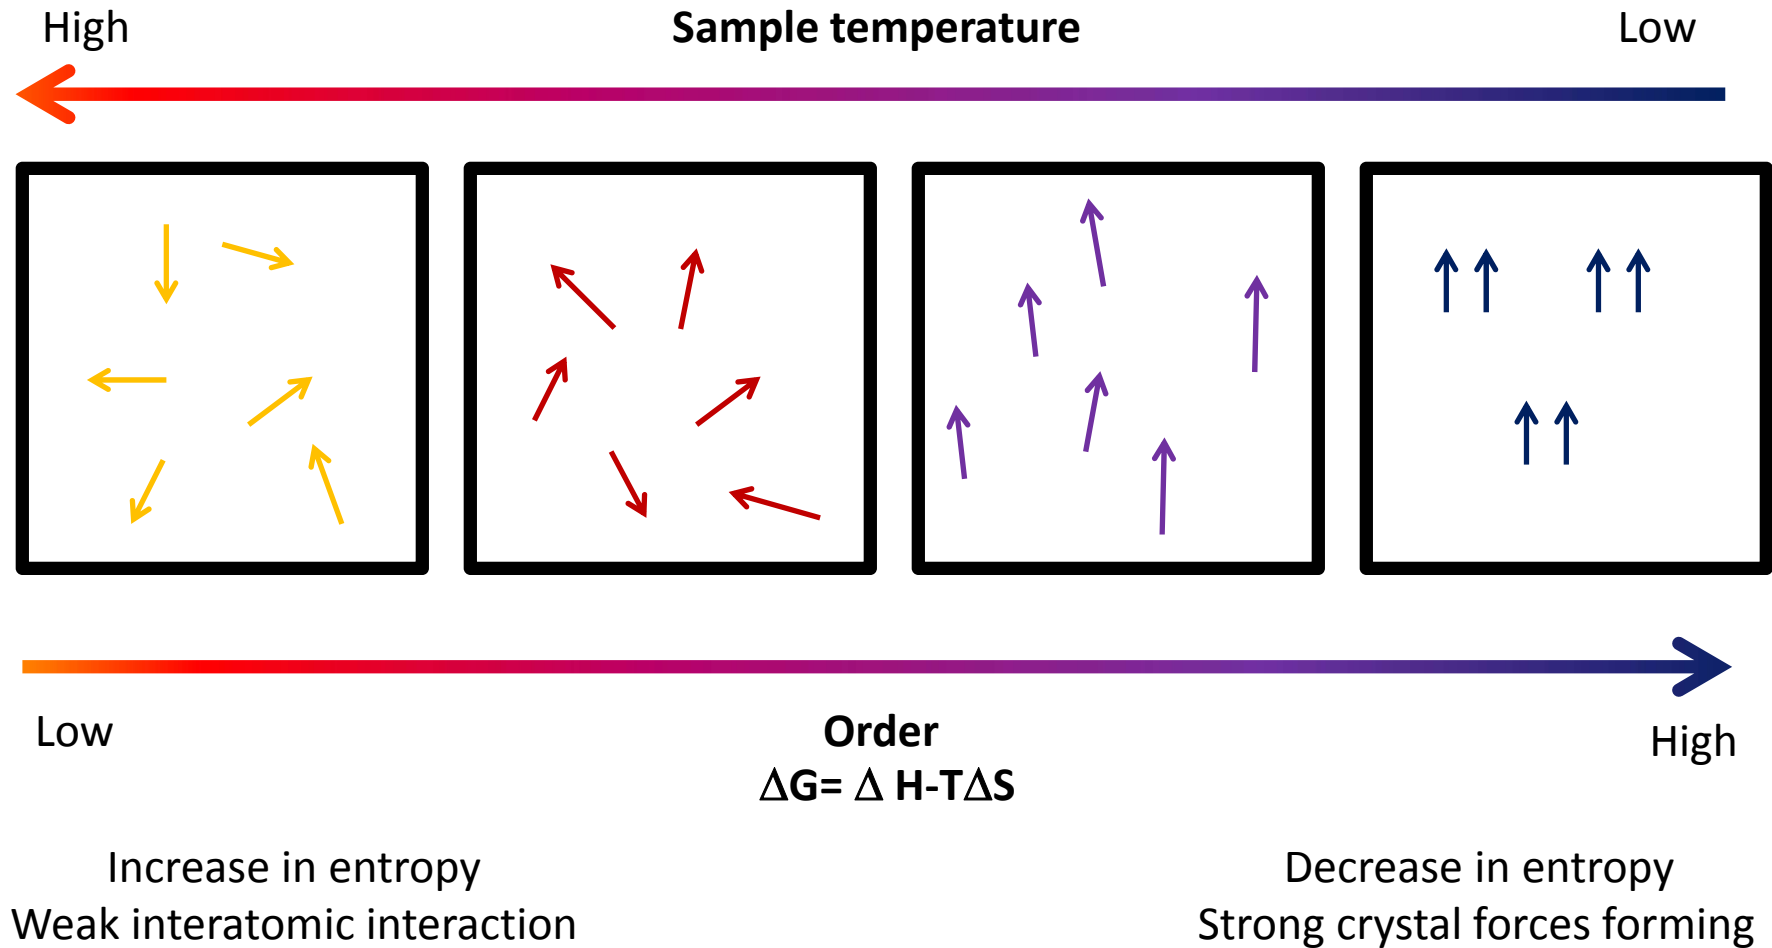 High
Sample temperature
Low
Low
Order
High
ΔG= Δ H-TΔS
Increase in entropy
Weak interatomic interaction
Decrease in entropy
Strong crystal forces forming